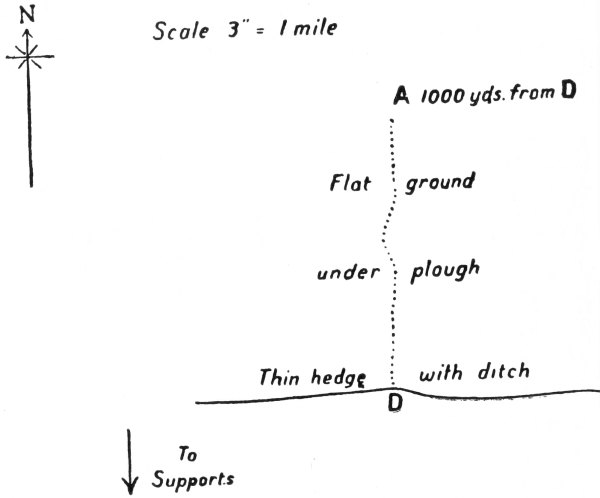 N
Scale 3" = 1 mile
A 1000 yds. from D
Flat ground
under plough
Thin hedge with ditch
D
To
Supports